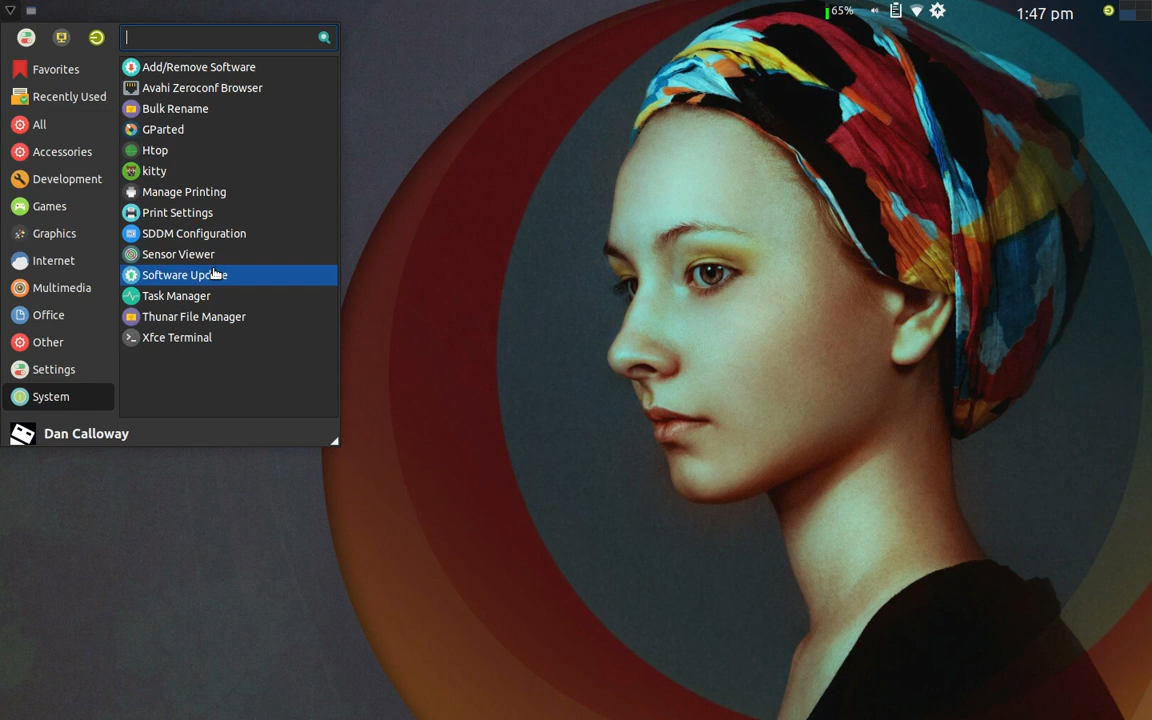 65%
1:47 pm
Favorites
Recently Used
All
Accessories
Development
Games
Graphics
Internet
Multimedia
Office
Other
Settings
System
Add/Remove Software
Avahi Zeroconf Browser
Bulk Rename
GParted
Htop
kitty
Manage Printing
Print Settings
SDDM Configuration
Sensor Viewer
Software Update
Task Manager
Thunar File Manager
Xfce Terminal
Dan Calloway